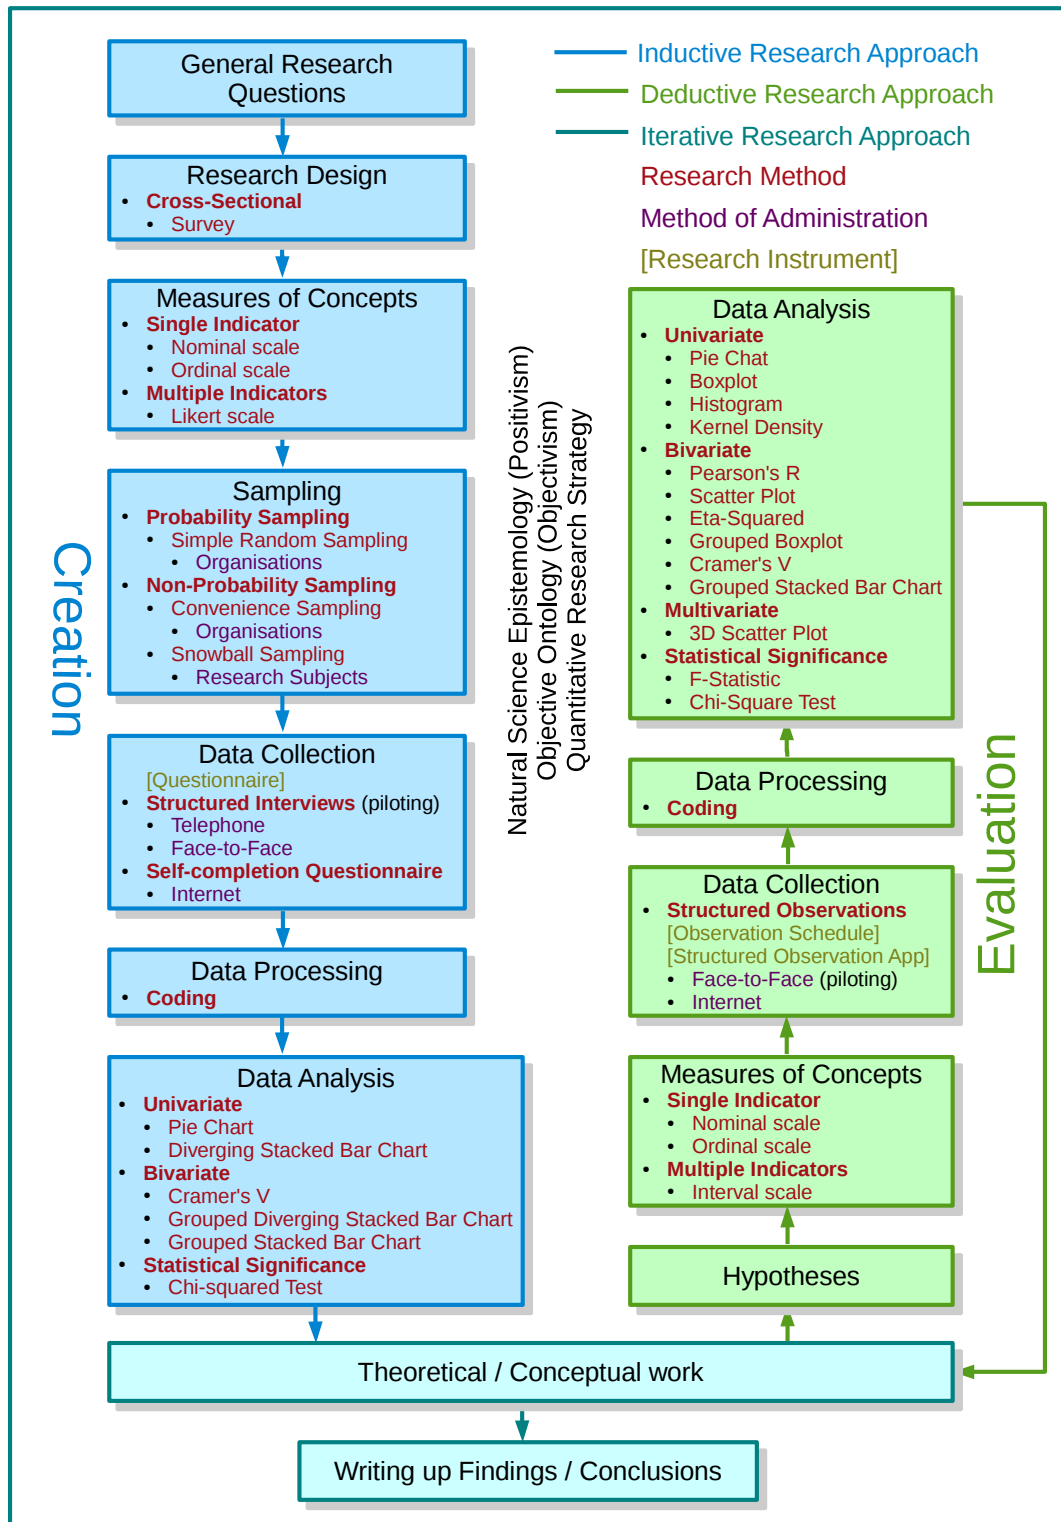 General Research
Questions
Research Design
• Cross-Sectional
• Survey
Measures of Concepts
• Single Indicator
• Nominal scale
• Ordinal scale
• Multiple Indicators
• Likert scale
Sampling
• Probability Sampling
• Simple Random Sampling
• Organisations
• Non-Probability Sampling
• Convenience Sampling
• Organisations
• Snowball Sampling
• Research Subjects
Data Collection
[Questionnaire]
• Structured Interviews (piloting)
• Telephone
• Face-to-Face
• Self-completion Questionnaire
• Internet
Data Processing
• Coding
Data Analysis
• Univariate
• Pie Chart
• Diverging Stacked Bar Chart
• Bivariate
• Cramer's V
• Grouped Diverging Stacked Bar Chart
• Grouped Stacked Bar Chart
• Statistical Significance
• Chi-squared Test
Creation
Natural Science Epistemology (Positivism)
Objective Ontology (Objectivism)
Quantitative Research Strategy
Inductive Research Approach
Deductive Research Approach
Iterative Research Approach
Research Method
Method of Administration
[Research Instrument]
Data Analysis
• Univariate
• Pie Chat
• Boxplot
• Histogram
• Kernel Density
• Bivariate
• Pearson's R
• Scatter Plot
• Eta-Squared
• Grouped Boxplot
• Cramer's V
• Grouped Stacked Bar Chart
• Multivariate
• 3D Scatter Plot
• Statistical Significance
• F-Statistic
• Chi-Square Test
Data Processing
• Coding
Data Collection
• Structured Observations
[Observation Schedule]
[Structured Observation App]
• Face-to-Face (piloting)
• Internet
Measures of Concepts
• Single Indicator
• Nominal scale
• Ordinal scale
• Multiple Indicators
• Interval scale
Hypotheses
Evaluation
Theoretical / Conceptual work
Writing up Findings / Conclusions